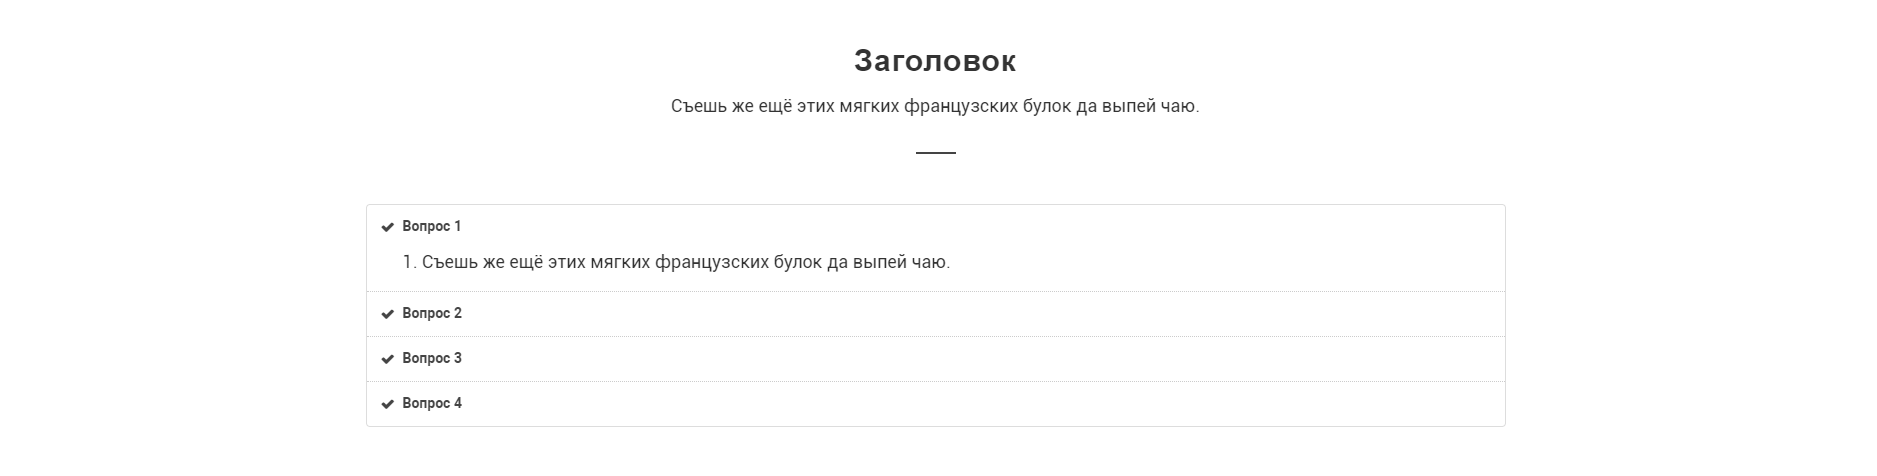 Заголовок
Съешь же ещё этих мягких французских булок да выпей чаю.
Вопрос 1
1. Съешь же ещё этих мягких французских булок да выпей чаю.
Вопрос 2
Вопрос 3
Вопрос 4